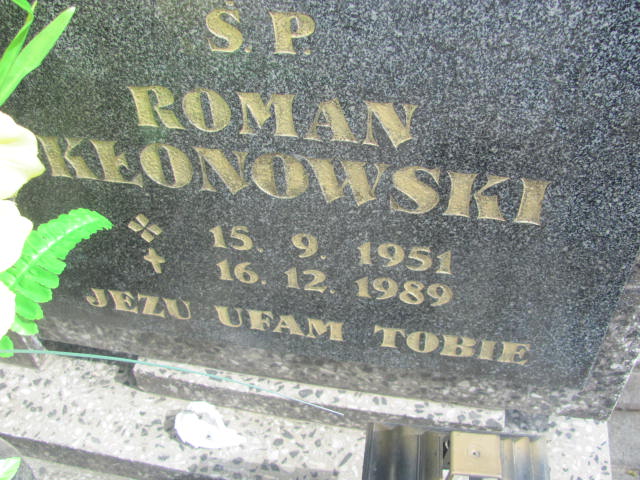 Ś.P.
ROMAN
KŁONOWSKI
15. 9. 1951
16. 12. 1989
JEZU UFAM TOBIE